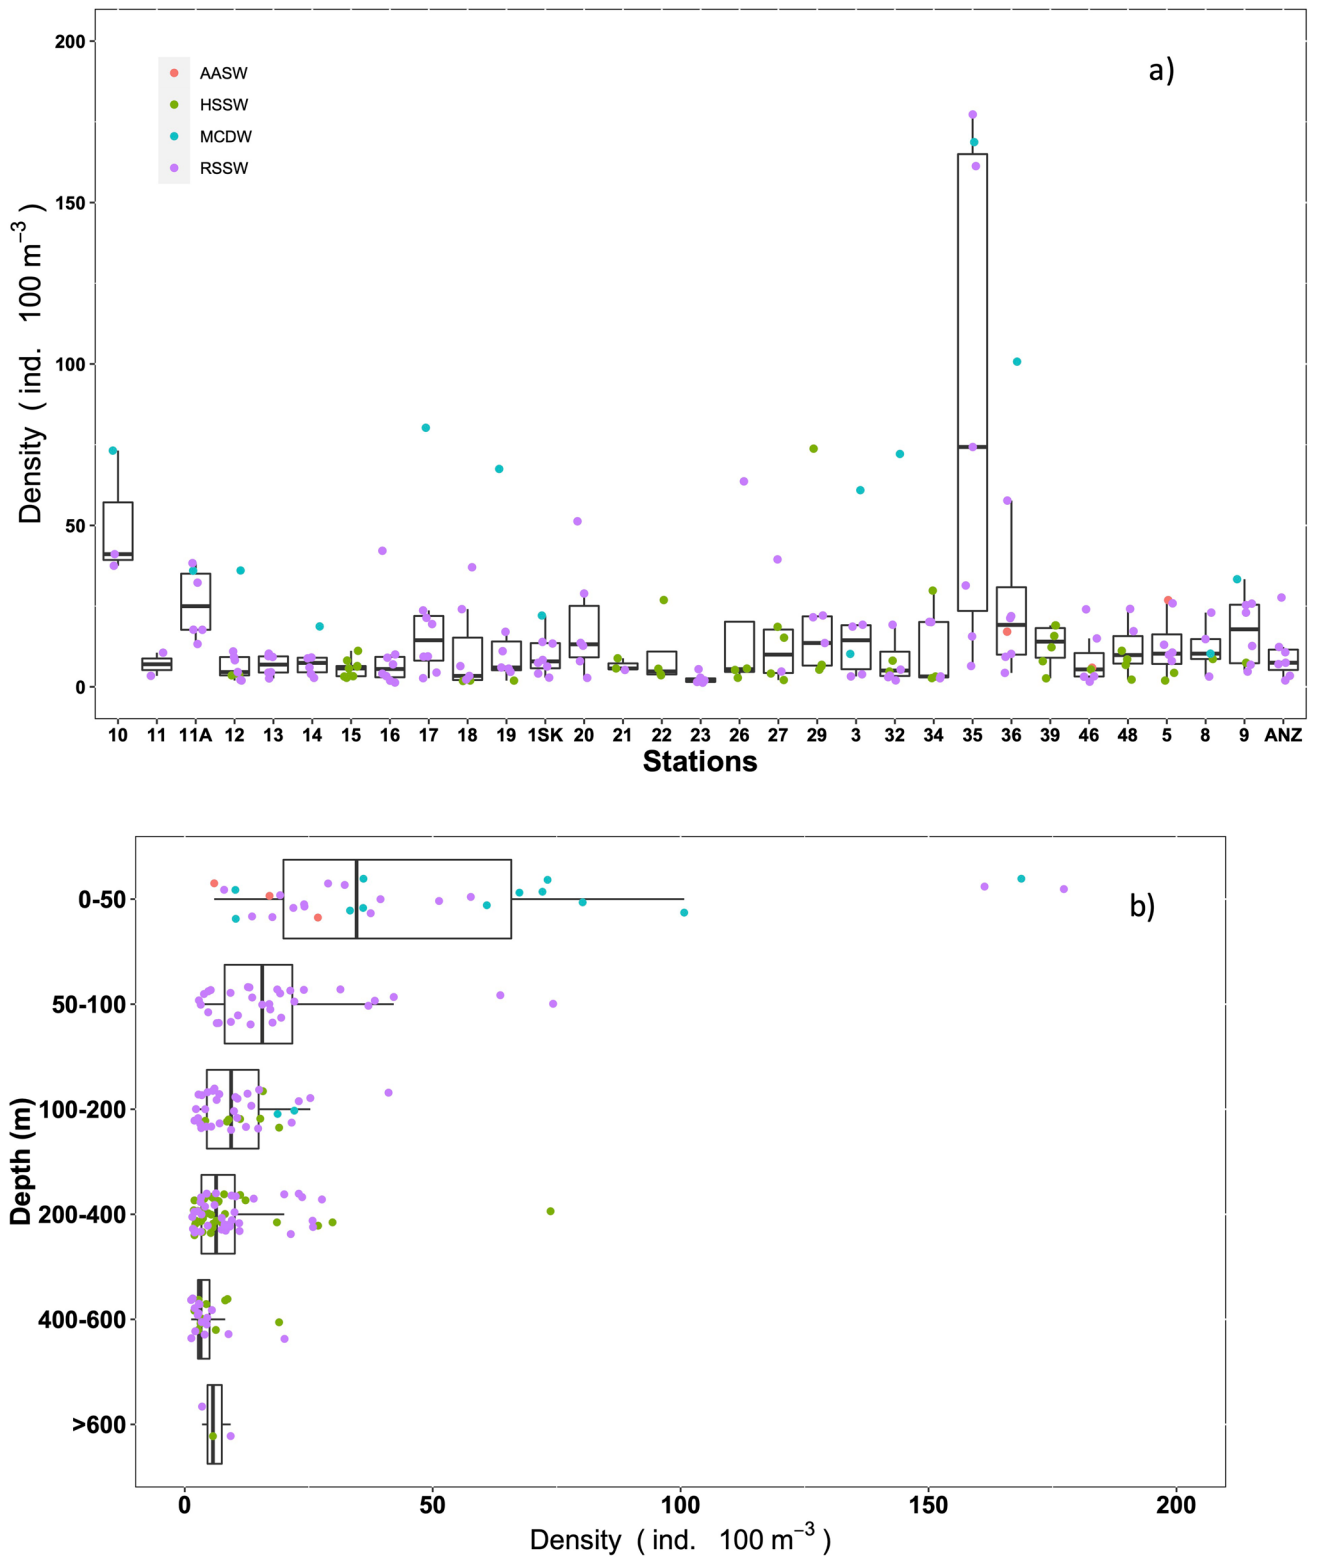 a)
AASW
HSSW
MCDW
RSSW
200
150
100
50
0
Density ( ind. 100 m⁻³ )
10 11 11A 12 13 14 15 16 17 18 19 1SK 20 21 22 23 26 27 29 3 32 34 35 36 39 46 48 5 8 9 ANZ
Stations
b)
0-50
50-100
100-200
200-400
400-600
>600
Depth (m)
0 50 100 150 200
Density ( ind. 100 m⁻³ )